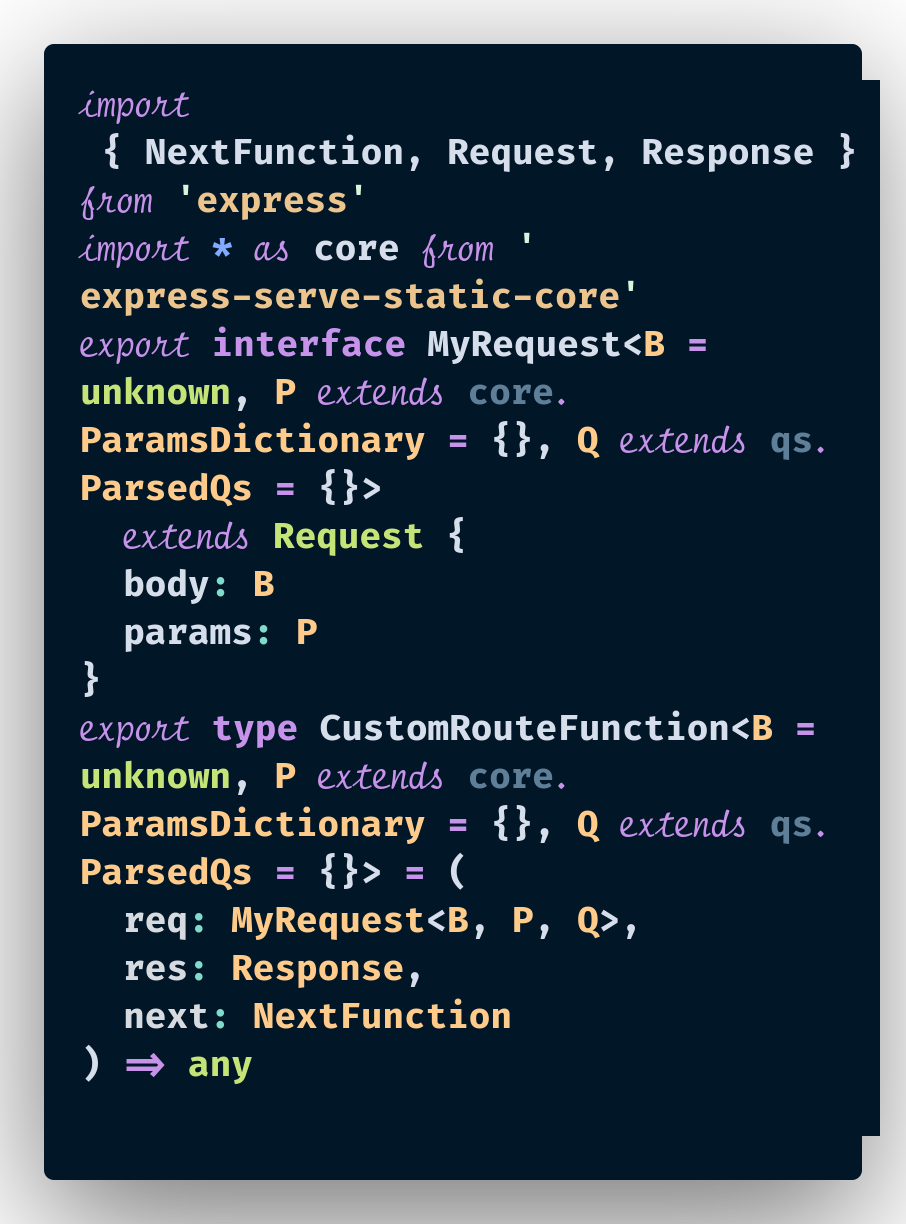 import
 { NextFunction, Request, Response }
from 'express'
import * as core from '
express-serve-static-core'
export interface MyRequest<B =
unknown, P extends core.
ParamsDictionary = {}, Q extends qs.
ParsedQs = {}>
  extends Request {
  body: B
  params: P
}
export type CustomRouteFunction<B =
unknown, P extends core.
ParamsDictionary = {}, Q extends qs.
ParsedQs = {}> = (
  req: MyRequest<B, P, Q>,
  res: Response,
  next: NextFunction
) => any